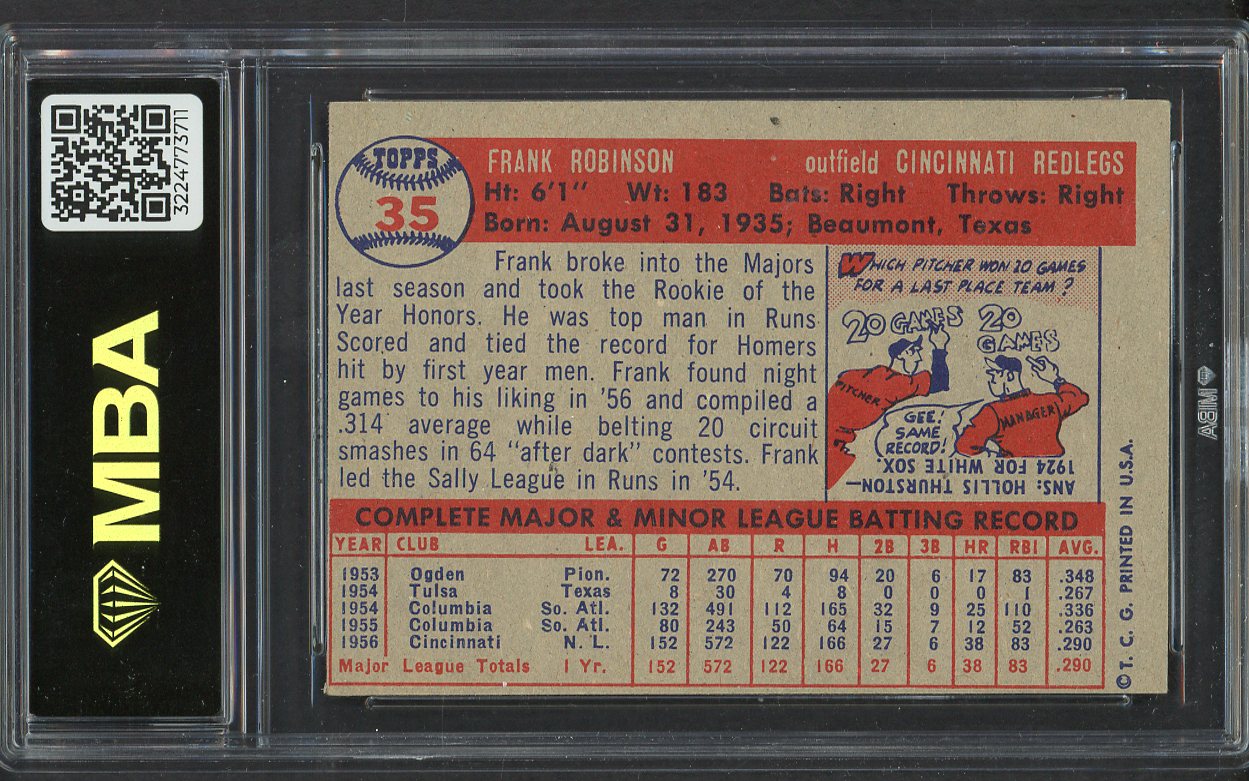 3224773711
MBA
TOPPS
35
FRANK ROBINSON outfield CINCINNATI REDLEGS
Ht: 6'1" Wt: 183 Bats: Right Throws: Right
Born: August 31, 1935; Beaumont, Texas
Frank broke into the Majors
last season and took the Rookie of the
Year Honors. He was top man in Runs
Scored and tied the record for Homers
hit by first year men. Frank found night
games to his liking in '56 and compiled a
.314 average while belting 20 circuit
smashes in 64 "after dark" contests. Frank
led the Sally League in Runs in '54.
WHICH PITCHER WON 20 GAMES
FOR A LAST PLACE TEAM?
20 GAMES
20
GAMES
PITCHER
GEE!
SAME
RECORD!
MANAGER
ANS: HOLLIS THURSTON—
1924 FOR WHITE SOX.
COMPLETE MAJOR & MINOR LEAGUE BATTING RECORD
YEAR CLUB LEA. G AB R H 2B 3B HR RBI AVG.
1953 Ogden Pion. 72 270 70 94 20 6 17 83 .348
1954 Tulsa Texas 8 30 4 8 0 0 0 1 .267
1954 Columbia So. Atl. 132 491 112 165 32 9 25 110 .336
1955 Columbia So. Atl. 80 243 50 64 15 7 12 52 .263
1956 Cincinnati N. L. 152 572 122 166 27 6 38 83 .290
Major League Totals 1 Yr. 152 572 122 166 27 6 38 83 .290
© T. C. G. PRINTED IN U.S.A.
MBA